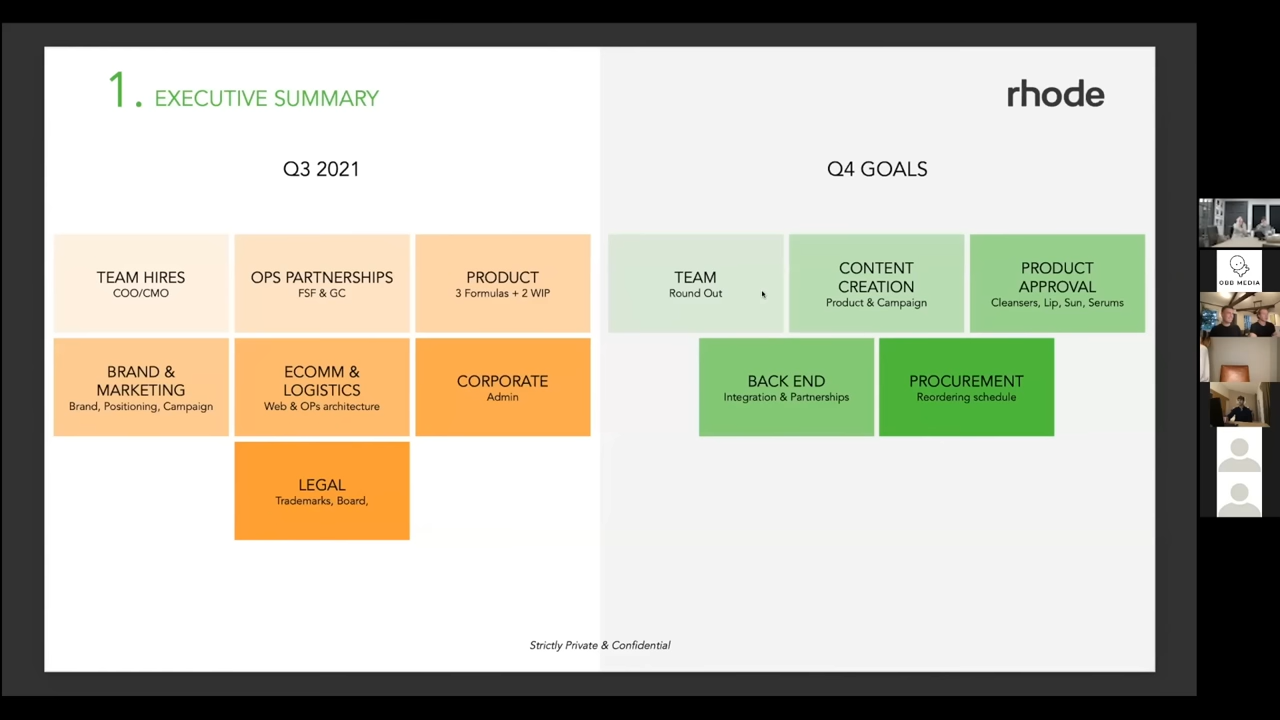 1. EXECUTIVE SUMMARY
rhode
Q3 2021
TEAM HIRES
COO/CMO
OPS PARTNERSHIPS
FSF & GC
PRODUCT
3 Formulas + 2 WIP
BRAND &
MARKETING
Brand, Positioning, Campaign
ECOMM &
LOGISTICS
Web & OPs architecture
CORPORATE
Admin
LEGAL
Trademarks, Board,
Q4 GOALS
TEAM
Round Out
CONTENT
CREATION
Product & Campaign
PRODUCT
APPROVAL
Cleansers, Lip, Sun, Serums
BACK END
Integration & Partnerships
PROCUREMENT
Reordering schedule
Strictly Private & Confidential
OBB MEDIA